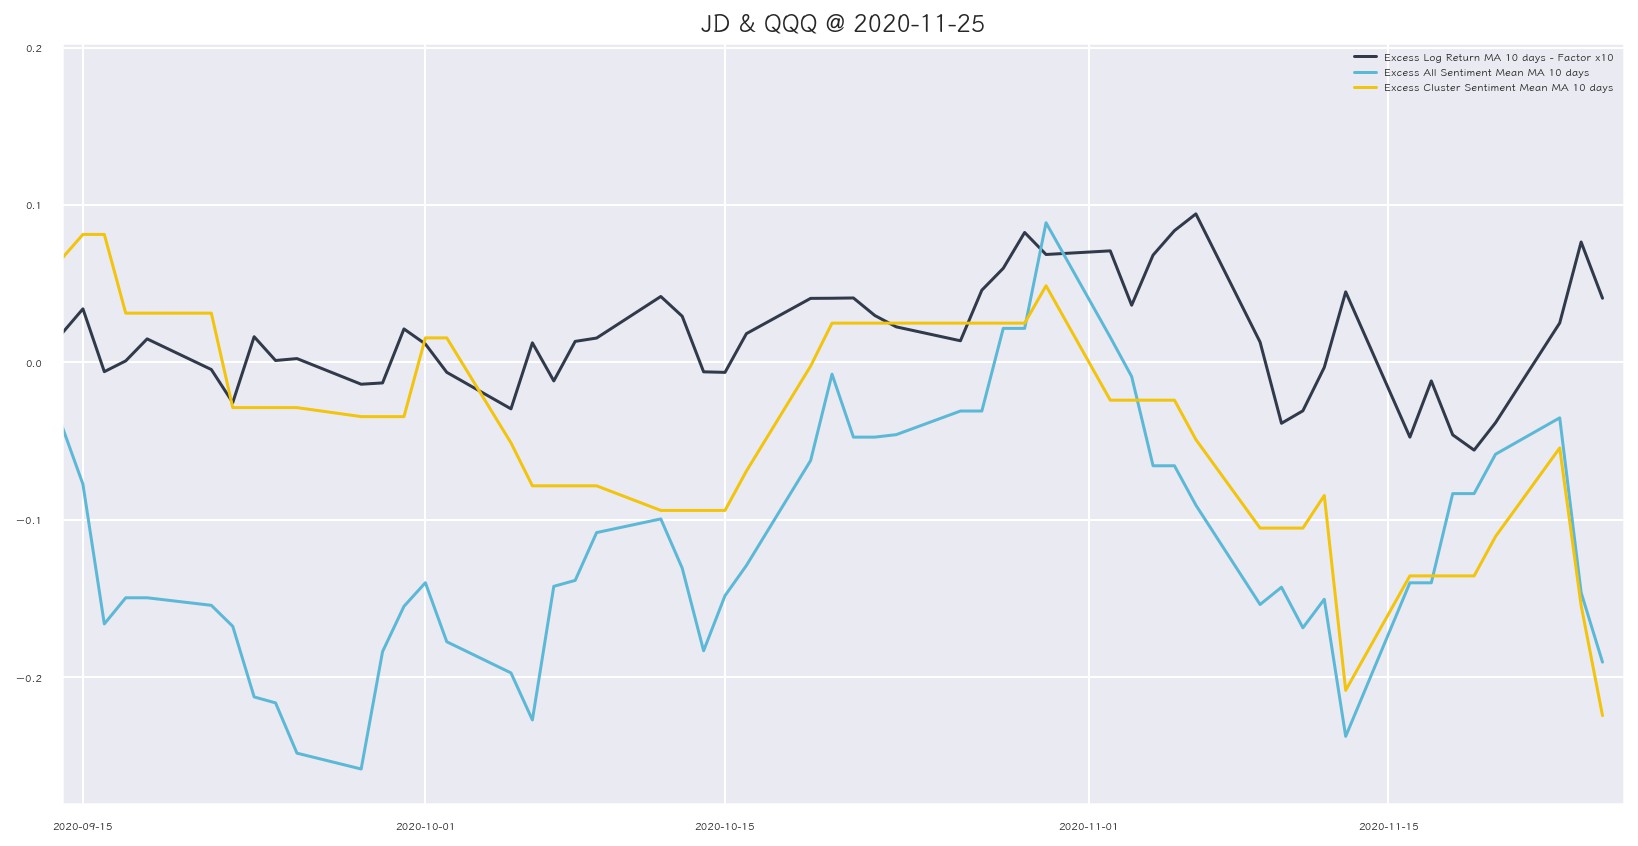 JD & QQQ @ 2020-11-25
Excess Log Return MA 10 days - Factor x10
Excess All Sentiment Mean MA 10 days
Excess Cluster Sentiment Mean MA 10 days
0.2
0.1
0.0
−0.1
−0.2
2020-09-15
2020-10-01
2020-10-15
2020-11-01
2020-11-15